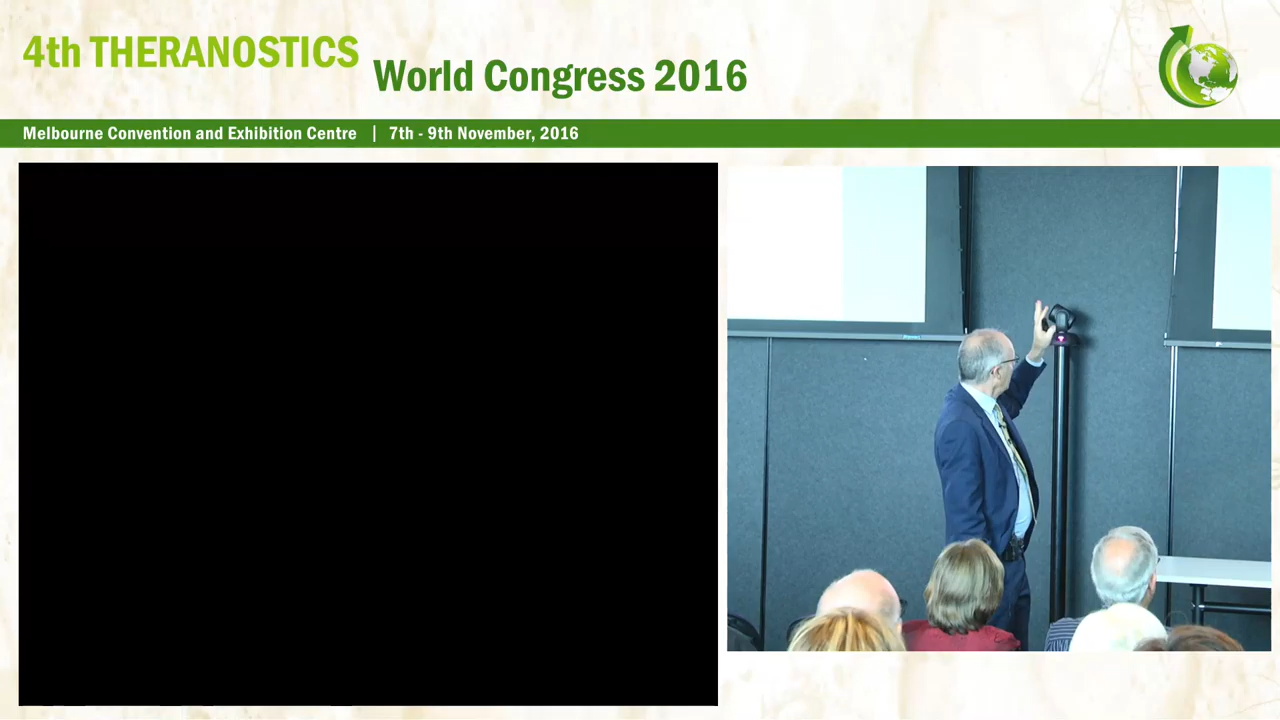 4th THERANOSTICS
World Congress 2016
Melbourne Convention and Exhibition Centre | 7th - 9th November, 2016